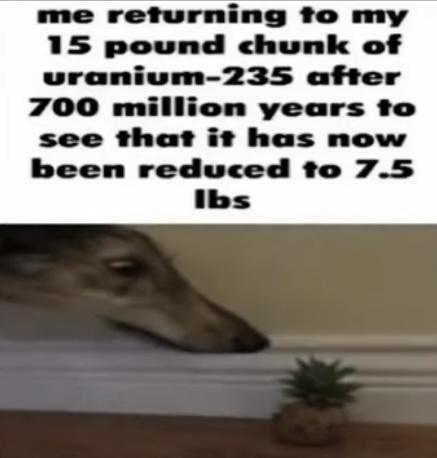 me returning to my
15 pound chunk of
uranium-235 after
700 million years to
see that it has now
been reduced to 7.5
lbs